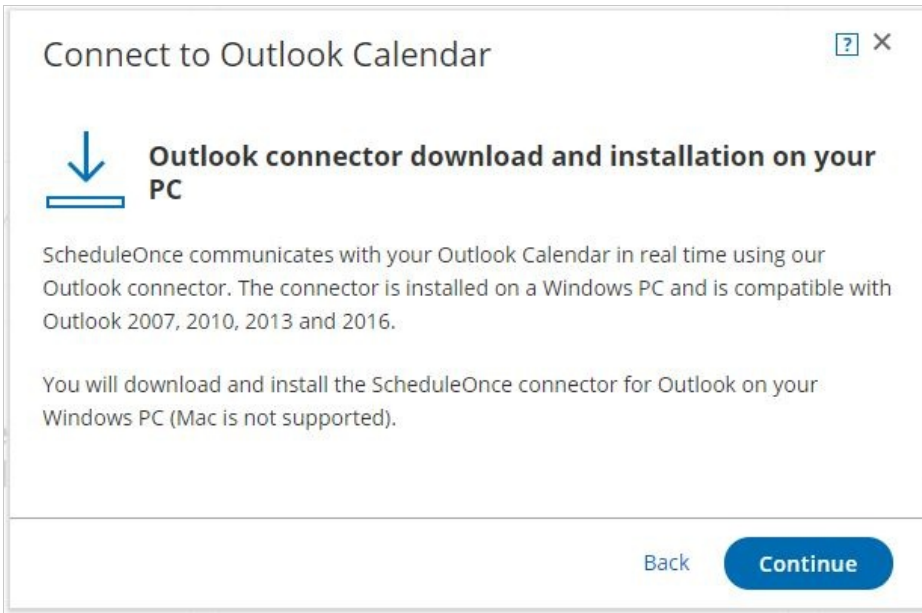 Connect to Outlook Calendar
?
Outlook connector download and installation on your
PC
ScheduleOnce communicates with your Outlook Calendar in real time using our
Outlook connector. The connector is installed on a Windows PC and is compatible with
Outlook 2007, 2010, 2013 and 2016.
You will download and install the ScheduleOnce connector for Outlook on your
Windows PC (Mac is not supported).
Back
Continue